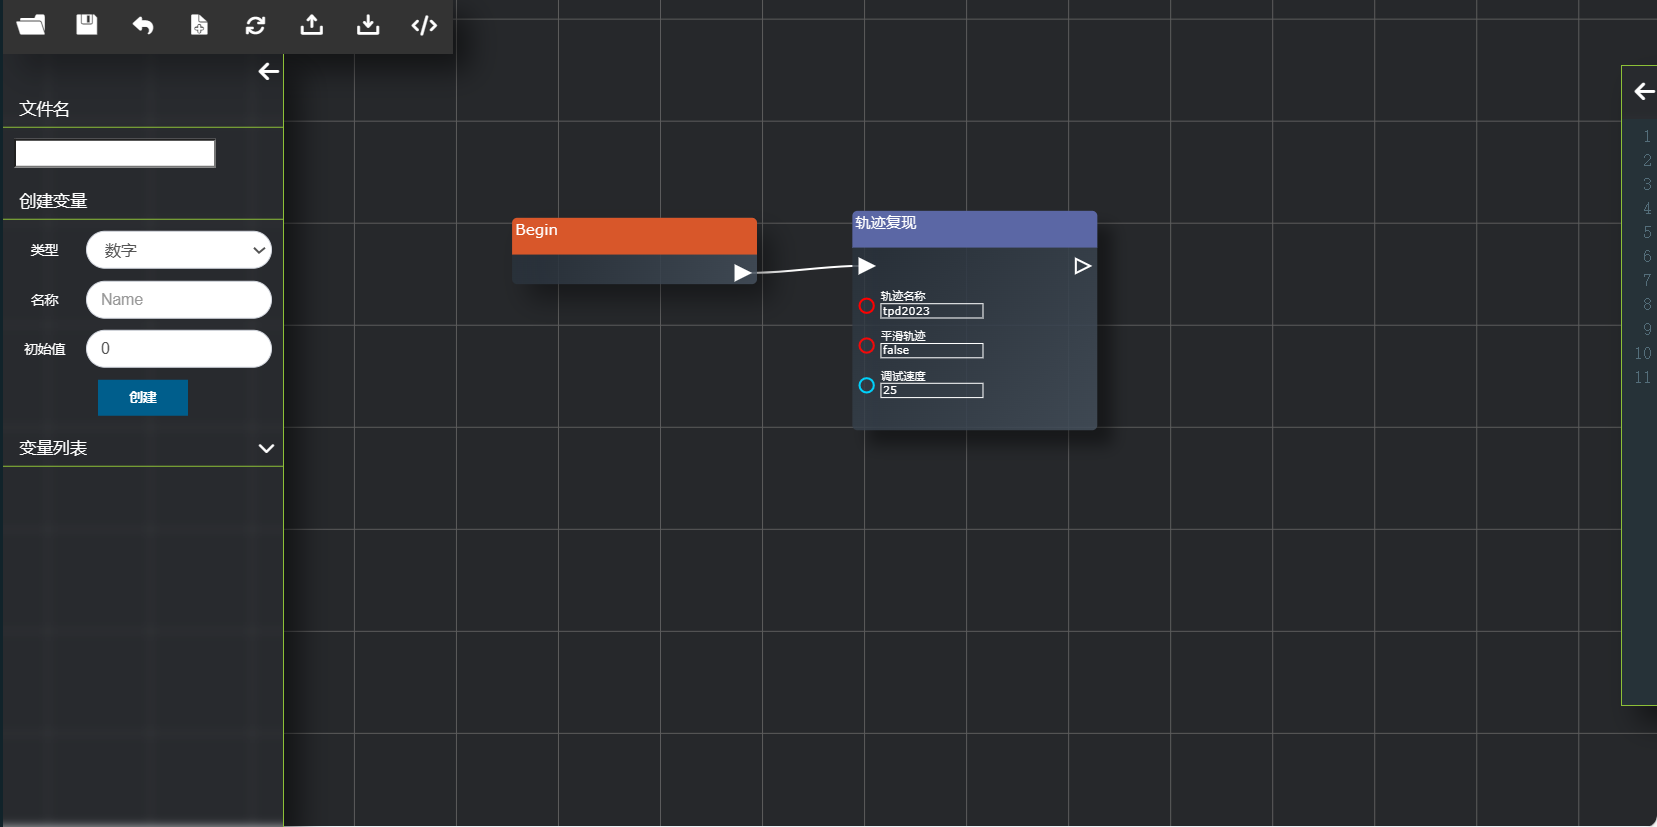 文件名
创建变量
类型
数字
名称
Name
初始值
0
创建
变量列表
Begin
轨迹复现
轨迹名称
tpd2023
平滑轨迹
false
调试速度
25
1
2
3
4
5
6
7
8
9
10
11